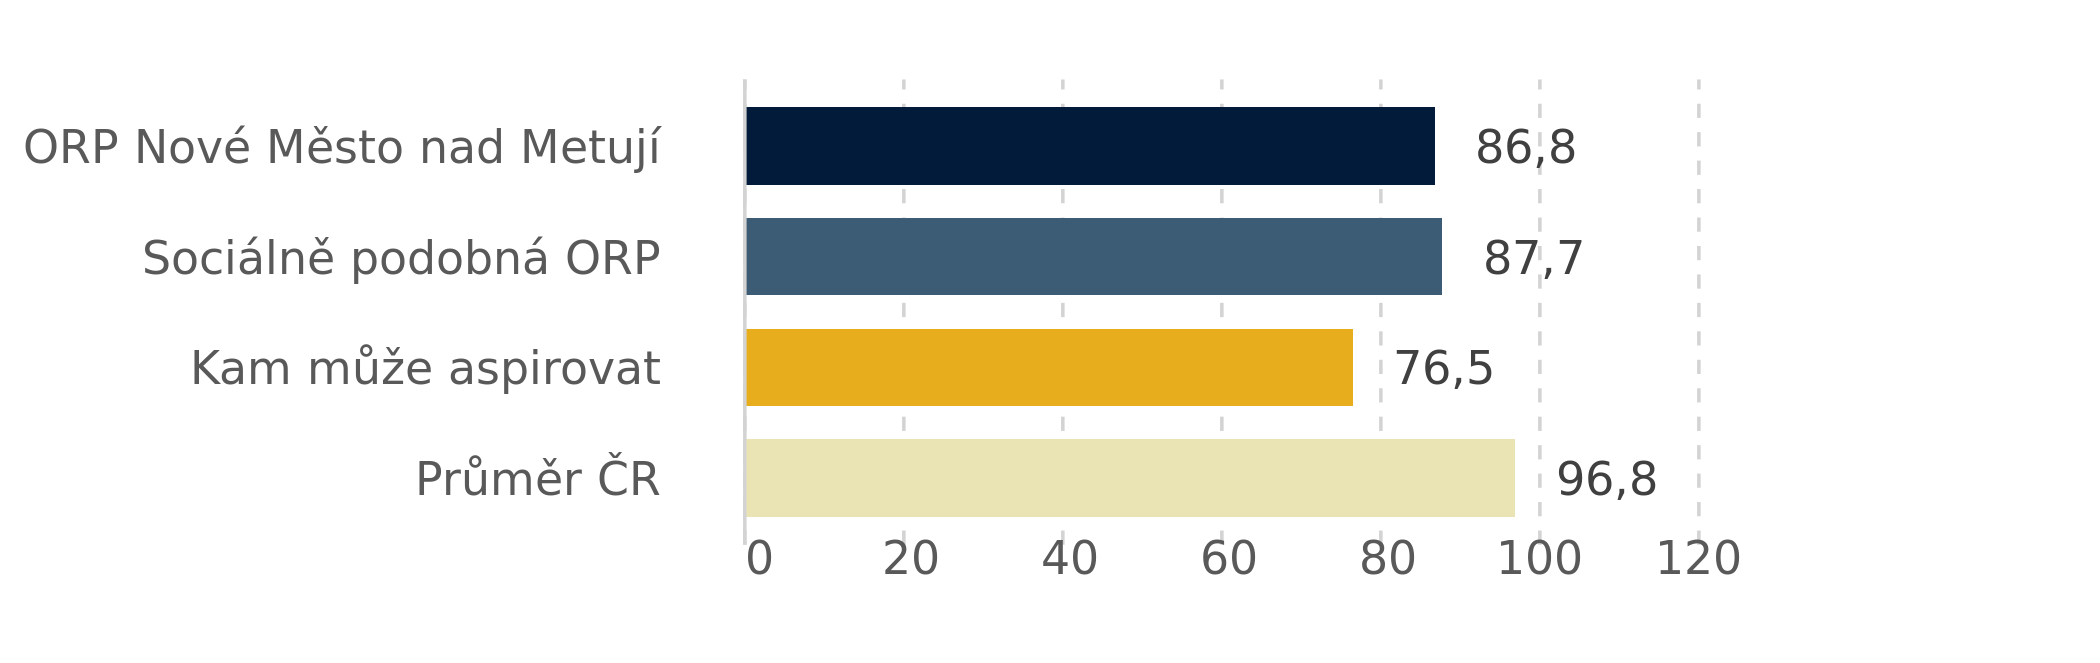 ORP Nové Město nad Metují 86,8
Sociálně podobná ORP 87,7
Kam může aspirovat 76,5
Průměr ČR 96,8
0 20 40 60 80 100 120